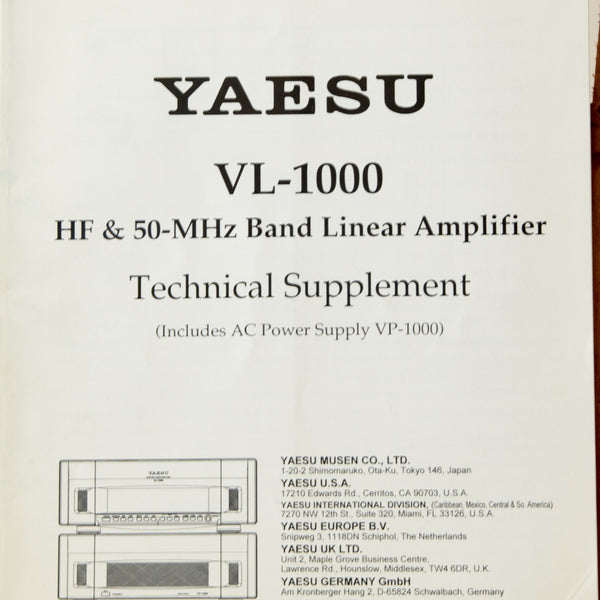 YAESU
VL-1000
HF & 50-MHz Band Linear Amplifier
Technical Supplement
(Includes AC Power Supply VP-1000)
YAESU
YAESU MUSEN CO., LTD.
1-20-2 Shimomaruko, Ota-Ku, Tokyo 146, Japan
YAESU U.S.A.
17210 Edwards Rd., Cerritos, CA 90703, U.S.A.
YAESU INTERNATIONAL DIVISION, (Caribbean, Mexico, Central & So. America)
7270 NW 12th St., Suite 320, Miami, FL 33126, U.S.A.
YAESU EUROPE B.V.
Snipweg 3, 1118DN Schiphol, The Netherlands
YAESU UK LTD.
Unit 2, Maple Grove Business Centre,
Lawrence Rd., Hounslow, Middlesex, TW4 6DR, U.K.
YAESU GERMANY GmbH
Am Kronberger Hang 2, D-65824 Schwalbach, Germany